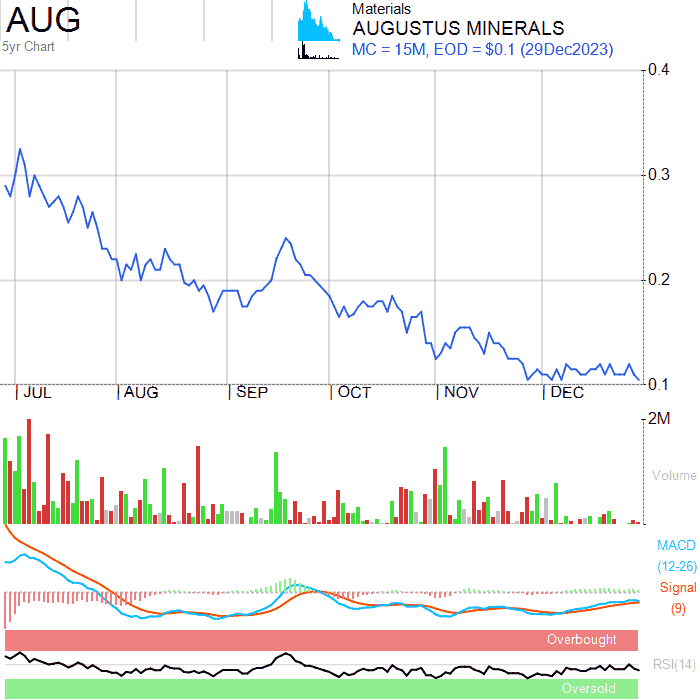 AUG
5yr Chart
Materials
AUGUSTUS MINERALS
MC = 15M, EOD = $0.1 (29Dec2023)
0.4
0.3
0.2
0.1
JUL AUG SEP OCT NOV DEC
2M
Volume
MACD
(12-26)
Signal
(9)
Overbought
RSI(14)
Oversold